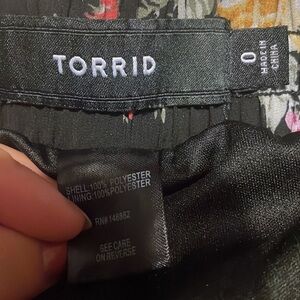 TORRID
0
MADE IN
CHINA
SHELL:100% POLYESTER
LINING:100%POLYESTER
RN# 148882
SEE CARE
ON REVERSE